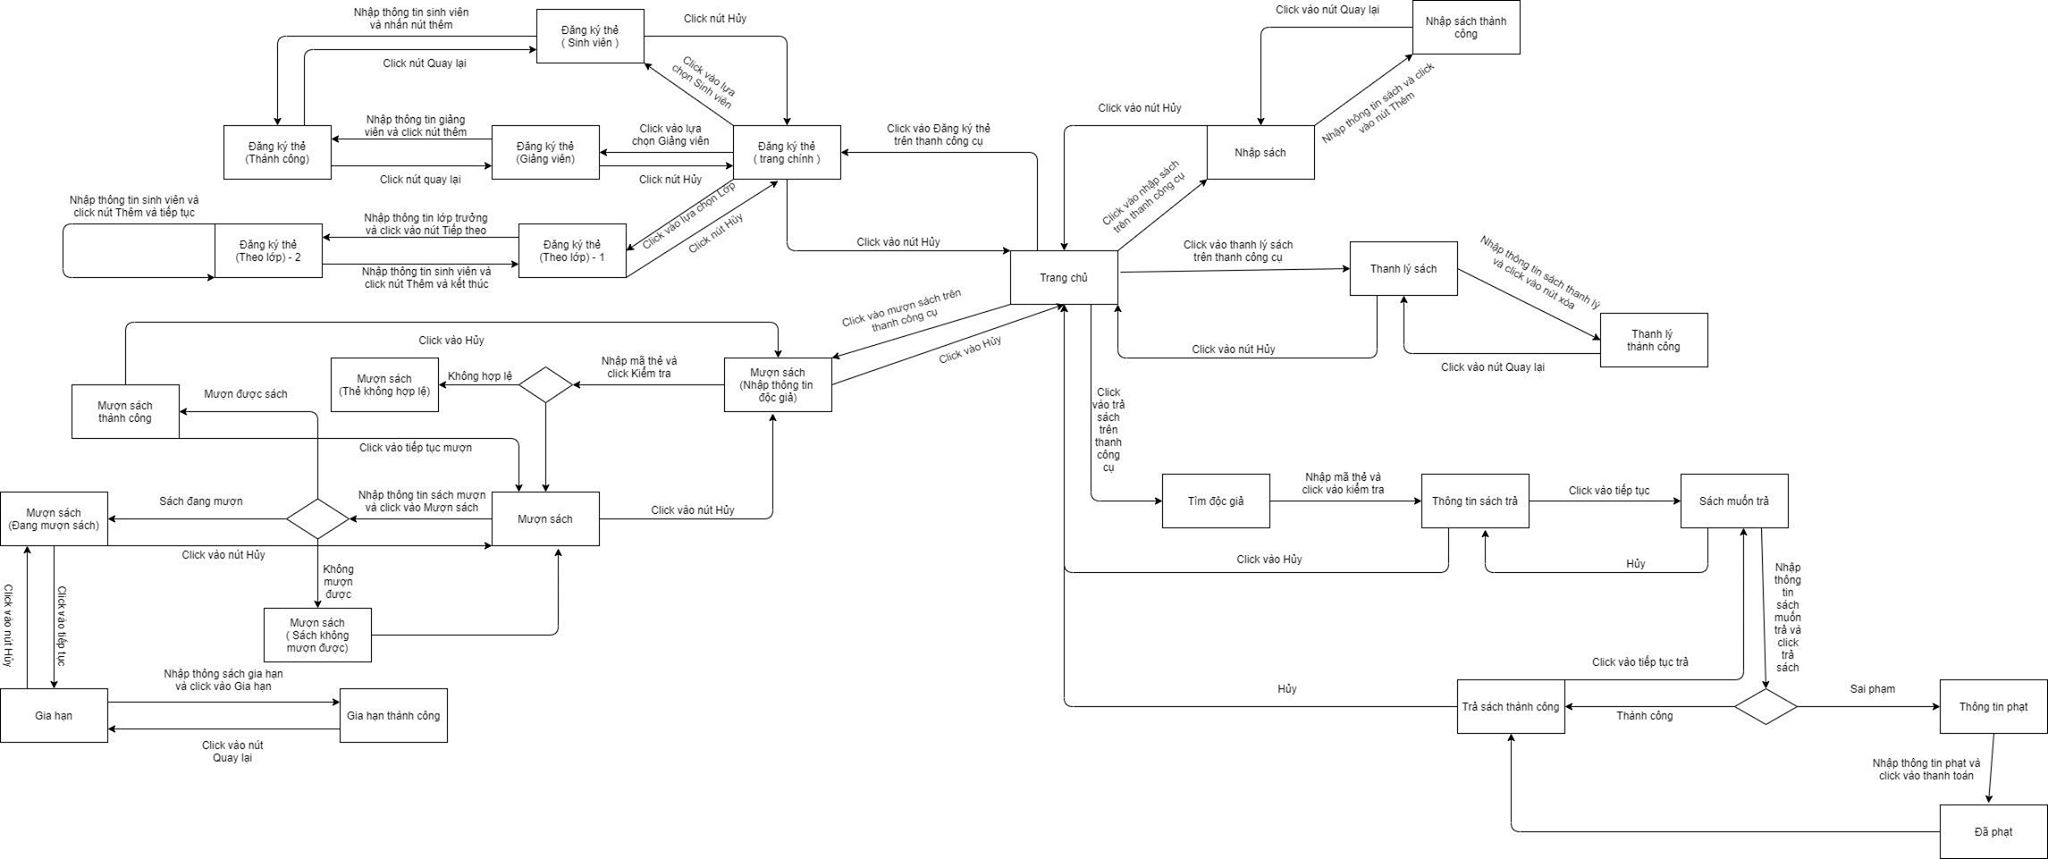 Nhập thông tin sinh viên
và nhấn nút thêm
Đăng ký thẻ
( Sinh viên )
Click nút Hủy
Click nút Quay lại
Click vào lựa
chọn Sinh viên
Click vào nút Quay lại
Nhập sách thành
công
Nhập thông tin sách và click
vào nút Thêm
Đăng ký thẻ
(Thành công)
Nhập thông tin giảng
viên và click nút thêm
Click nút quay lại
Đăng ký thẻ
(Giảng viên)
Click vào lựa
chọn Giảng viên
Click nút Hủy
Đăng ký thẻ
( trang chính )
Click vào Đăng ký thẻ
trên thanh công cụ
Click vào nút Hủy
Nhập sách
Click vào nhập sách
trên thanh công cụ
Nhập thông tin sinh viên và
click nút Thêm và tiếp tục
Đăng ký thẻ
(Theo lớp) - 2
Nhập thông tin lớp trưởng
và click vào nút Tiếp theo
Nhập thông tin sinh viên và
click nút Thêm và kết thúc
Đăng ký thẻ
(Theo lớp) - 1
Click vào lựa chọn Lớp
Click nút Hủy
Click vào nút Hủy
Trang chủ
Click vào thanh lý sách
trên thanh công cụ
Thanh lý sách
Nhập thông tin sách thanh lý
và click vào nút xóa
Thanh lý
thành công
Click vào nút Hủy
Click vào nút Quay lại
Click vào mượn sách trên
thanh công cụ
Click vào Hủy
Click vào Hủy
Mượn sách
(Thẻ không hợp lệ)
Không hợp lệ
Nhập mã thẻ và
click Kiểm tra
Mượn sách
(Nhập thông tin
độc giả)
Mượn sách
thành công
Mượn được sách
Click vào tiếp tục mượn
Click
vào trả
sách
trên
thanh
công
cụ
Mượn sách
(Đang mượn sách)
Sách đang mượn
Nhập thông tin sách mượn
và click vào Mượn sách
Mượn sách
Click vào nút Hủy
Click vào nút Hủy
Không
mượn
được
Mượn sách
( Sách không
mượn được)
Click vào nút Hủy
Click vào tiếp tục
Gia hạn
Nhập thông sách gia hạn
và click vào Gia hạn
Gia hạn thành công
Click vào nút
Quay lại
Tìm độc giả
Nhập mã thẻ và
click vào kiểm tra
Thông tin sách trả
Click vào tiếp tục
Sách muốn trả
Click vào Hủy
Hủy
Nhập
thông
tin
sách
muốn
trả và
click
trả
sách
Click vào tiếp tục trả
Hủy
Trả sách thành công
Thành công
Sai phạm
Thông tin phạt
Nhập thông tin phạt và
click vào thanh toán
Đã phạt